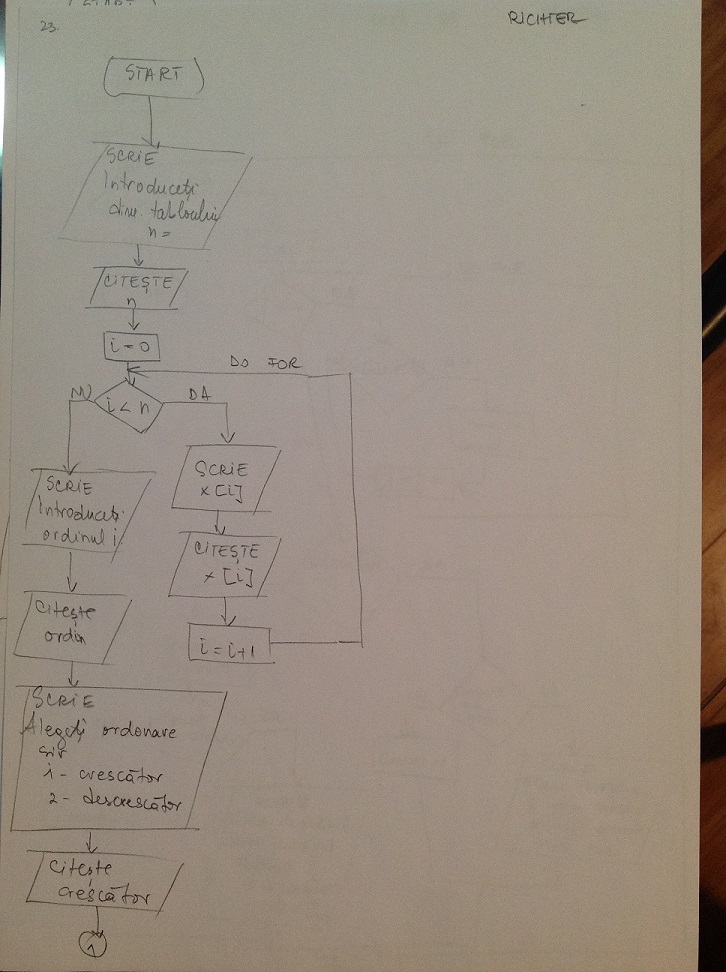 23.
RICHTER
START
SCRIE
Introduceți
dim. tabloului
n =
CITEȘTE
n
i = 0
DO FOR
i < n
NU
DA
SCRIE
x [i]
CITEȘTE
x [i]
i = i+1
SCRIE
Introduceți
ordinul i
Citește
ordin
SCRIE
Alegeți ordonare
șir
1 - crescător
2 - descrescător
Citește
crescător
1